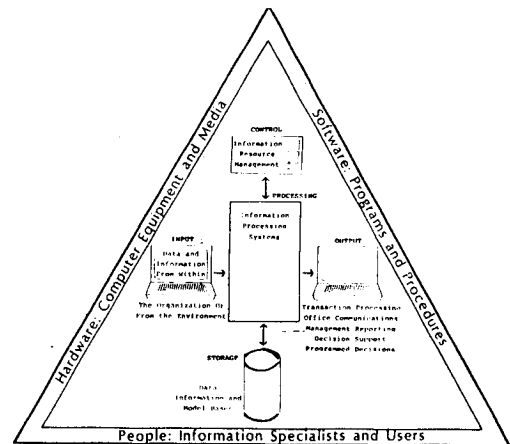 Hardware: Computer Equipment and Media
Software: Programs and Procedures
CONTROL
Information
Resource
Management
PROCESSING
Information
Processing
Systems
INPUT
Data and
Information
From Within
The Organization Or
From the Environment
OUTPUT
Transaction Processing
Office Communications
Management Reporting
Decision Support
Programmed Decisions
STORAGE
Data
Information and
Model Bases
People: Information Specialists and Users